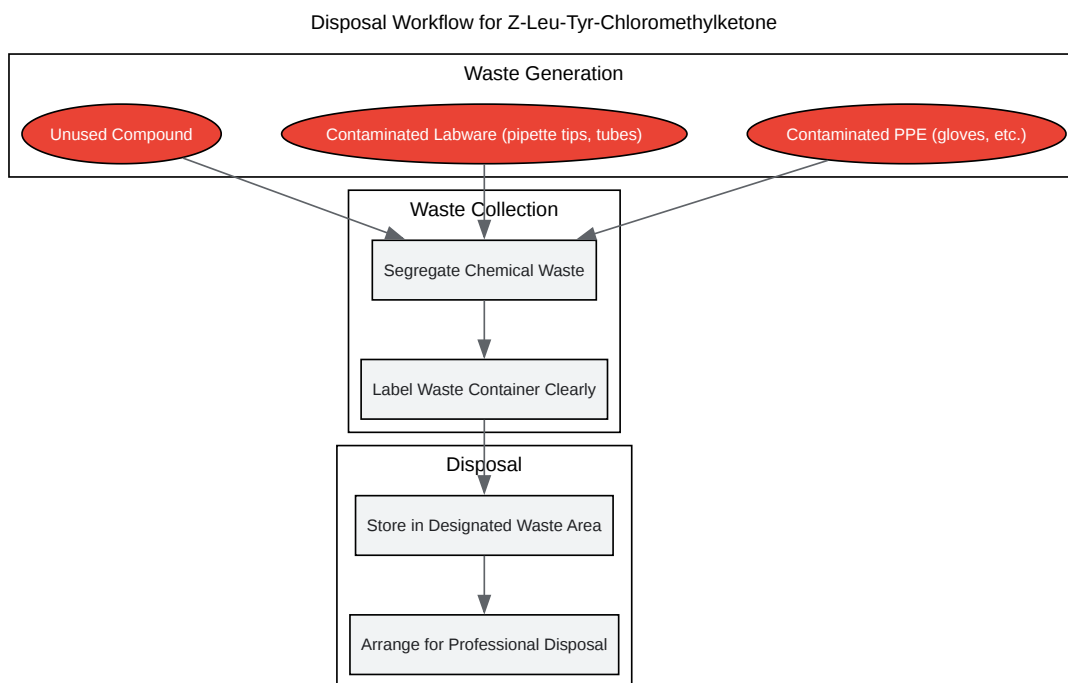 Disposal Workflow for Z-Leu-Tyr-Chloromethylketone
Waste Generation
Unused Compound
Contaminated Labware (pipette tips, tubes)
Contaminated PPE (gloves, etc.)
Waste Collection
Segregate Chemical Waste
Label Waste Container Clearly
Disposal
Store in Designated Waste Area
Arrange for Professional Disposal